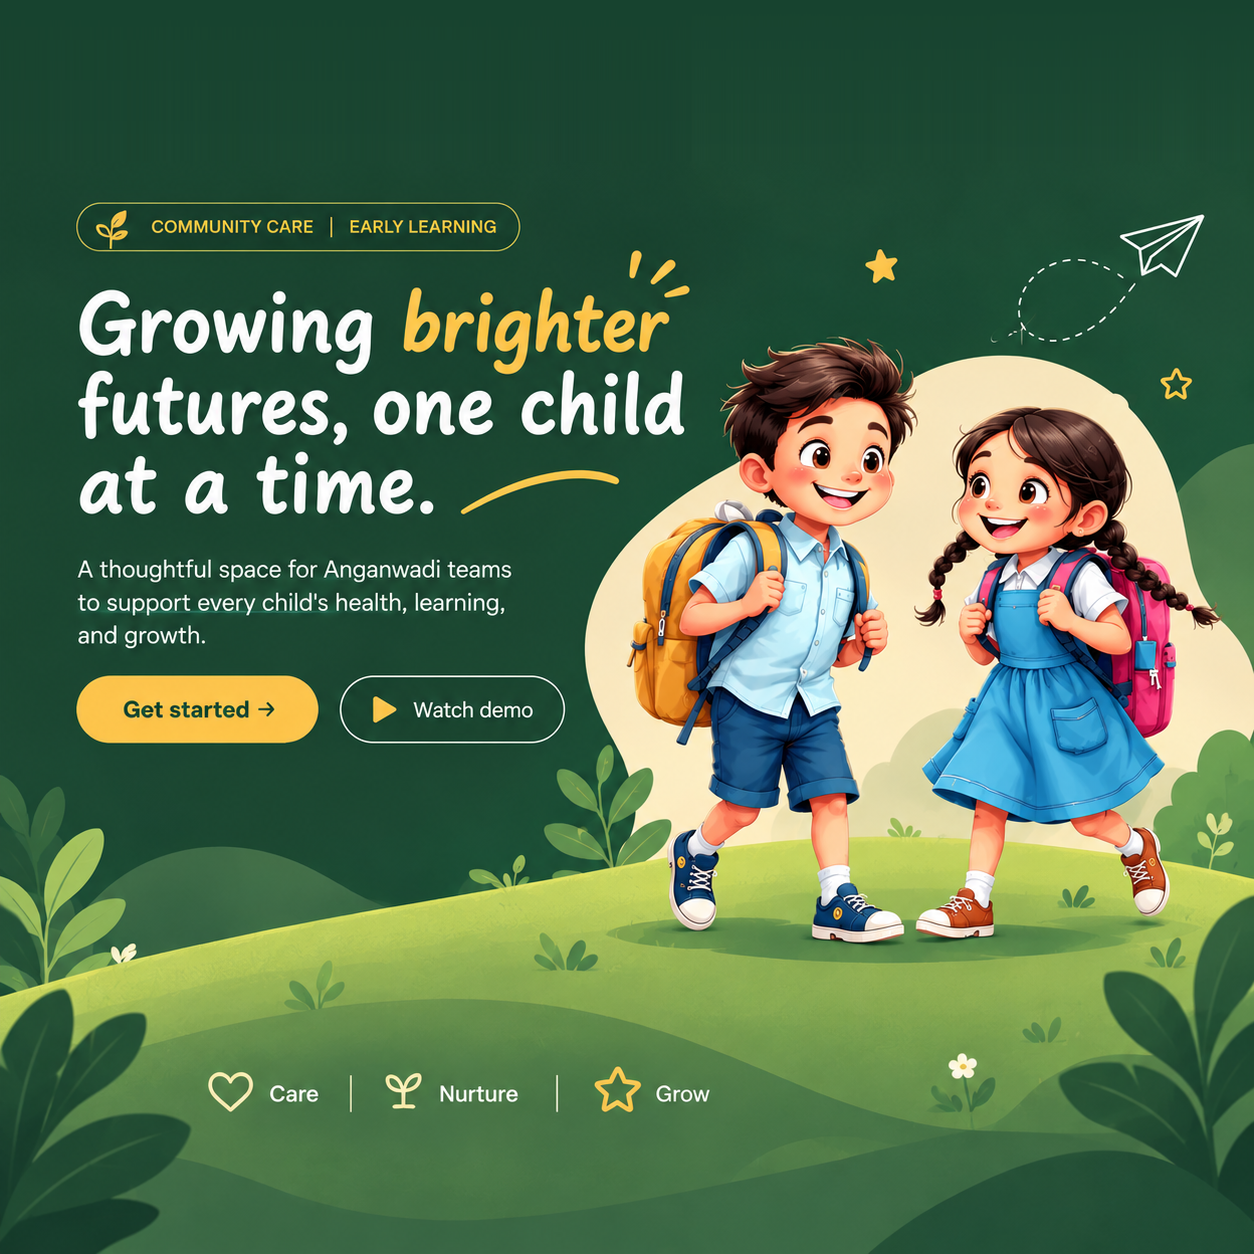 COMMUNITY CARE | EARLY LEARNING
Growing brighter
futures, one child
at a time.
A thoughtful space for Anganwadi teams
to support every child's health, learning,
and growth.
Get started →
Watch demo
Care | Nurture | Grow